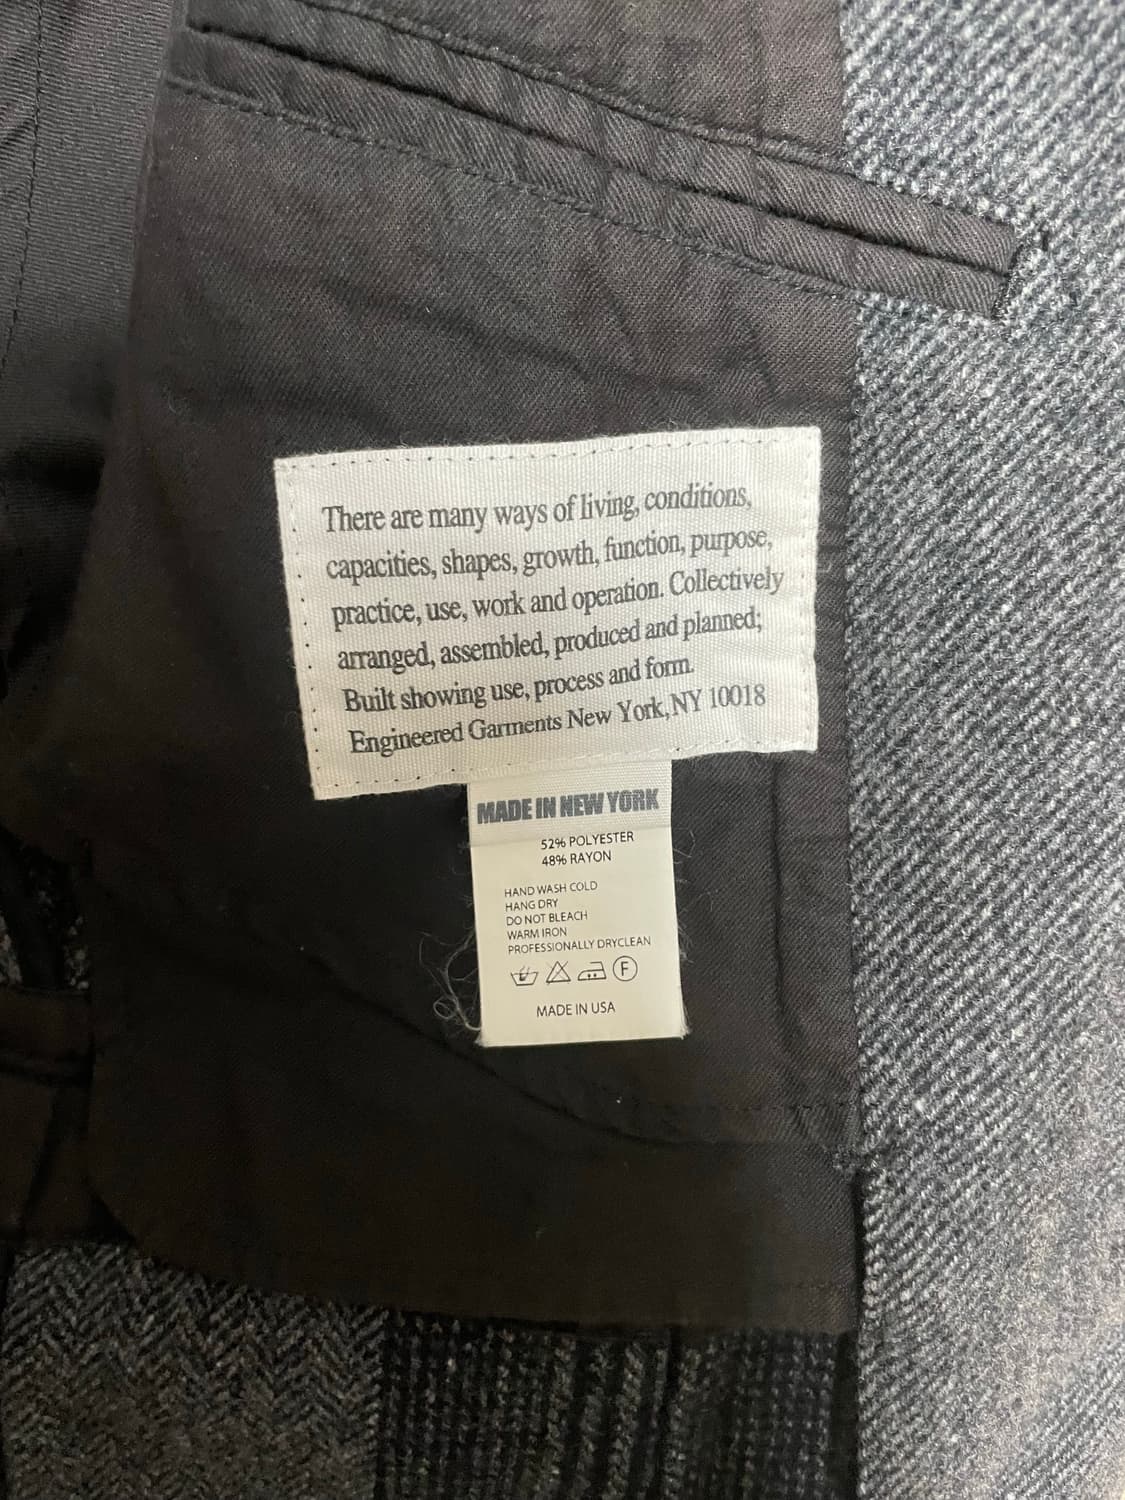 There are many ways of living, conditions,
capacities, shapes, growth, function, purpose,
practice, use, work and operation. Collectively
arranged, assembled, produced and planned;
Built showing use, process and form.
Engineered Garments New York, NY 10018
MADE IN NEW YORK
52% POLYESTER
48% RAYON
HAND WASH COLD
HANG DRY
DO NOT BLEACH
WARM IRON
PROFESSIONALLY DRYCLEAN
F
MADE IN USA